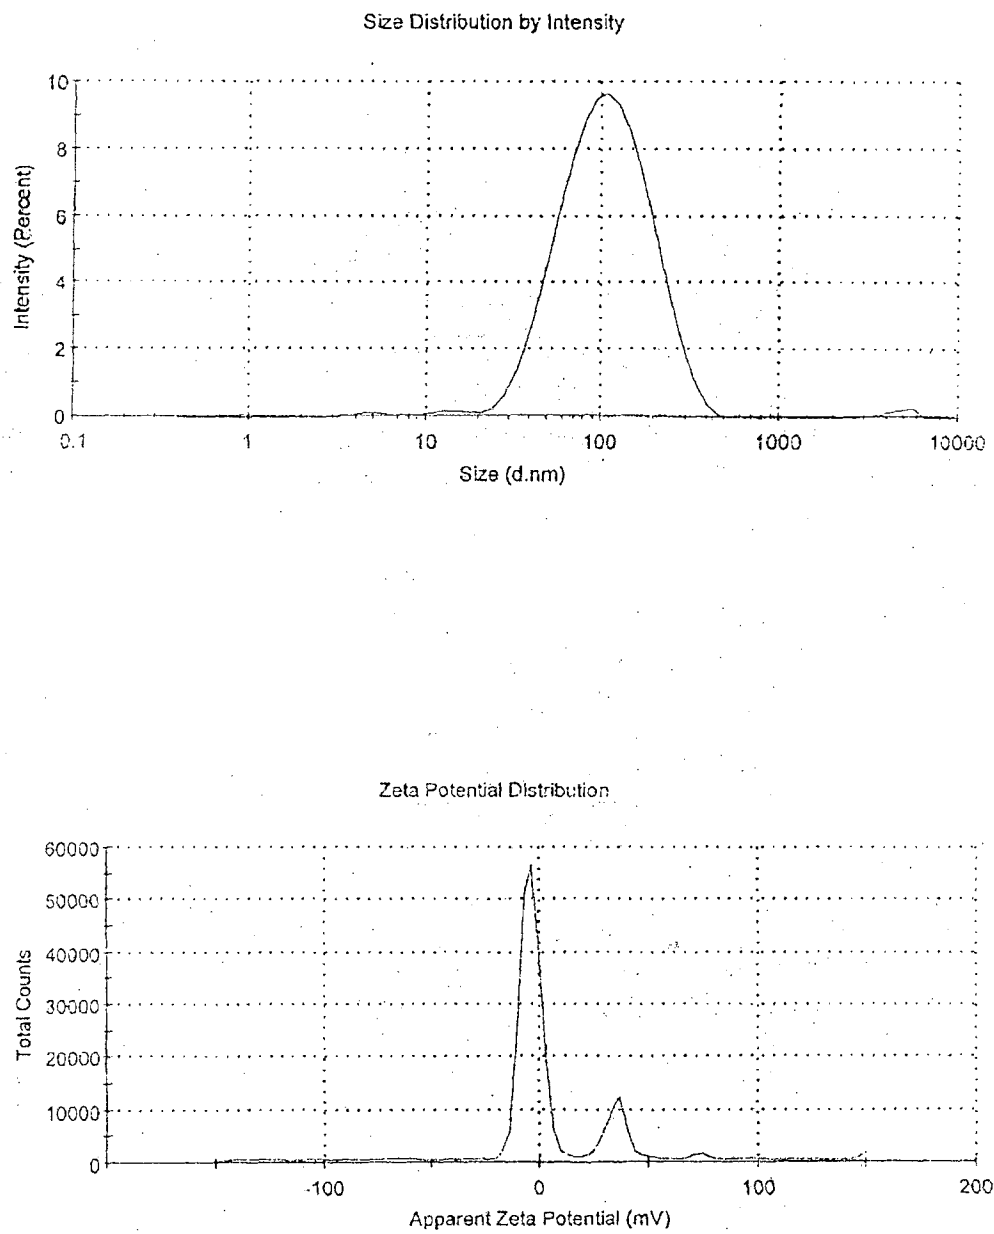 Size Distribution by Intensity
10
8
6
4
2
0
Intensity (Percent)
0.1 1 10 100 1000 10000
Size (d.nm)
Zeta Potential Distribution
60000
50000
40000
30000
20000
10000
0
Total Counts
-100 0 100 200
Apparent Zeta Potential (mV)